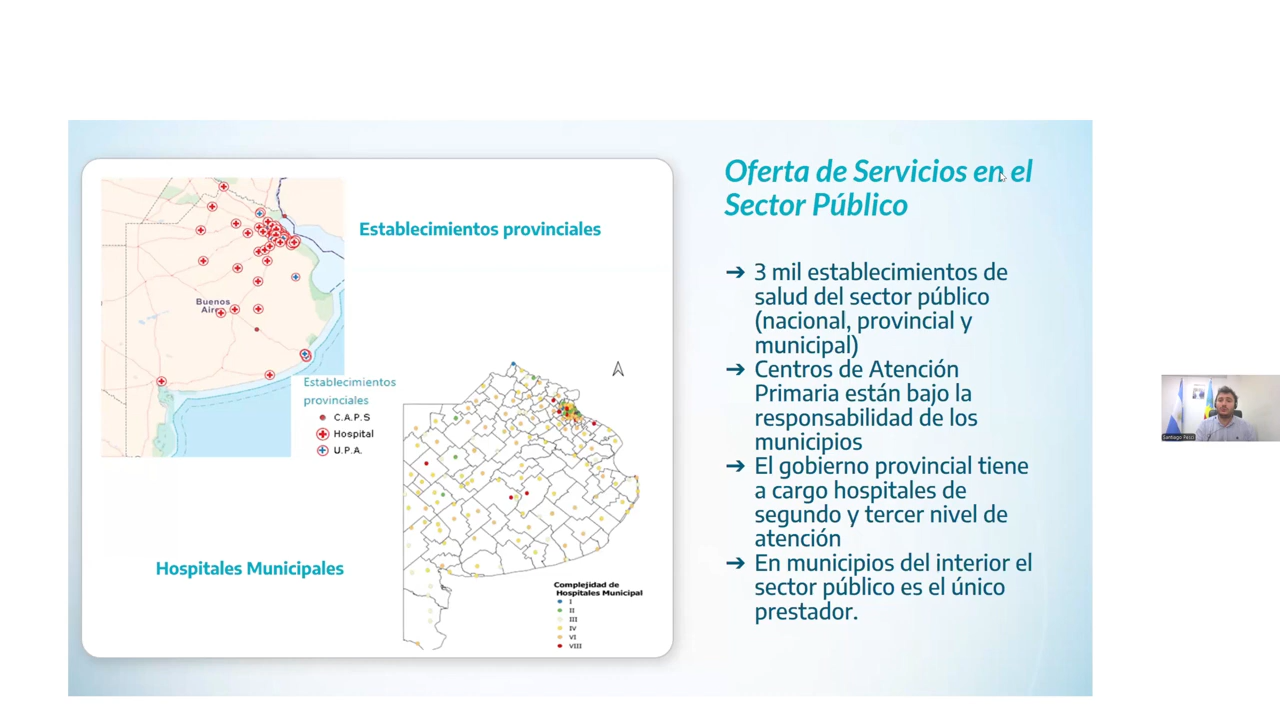 Oferta de Servicios en el
Sector Público
Establecimientos provinciales
Buenos
Establecimientos
provinciales
C.A.P.S
Hospital
U.P.A.
Hospitales Municipales
Complejidad de
Hospitales Municipal
I
II
III
IV
VI
VIII
➔ 3 mil establecimientos de
salud del sector público
(nacional, provincial y
municipal)
➔ Centros de Atención
Primaria están bajo la
responsabilidad de los
municipios
➔ El gobierno provincial tiene
a cargo hospitales de
segundo y tercer nivel de
atención
➔ En municipios del interior el
sector público es el único
prestador.